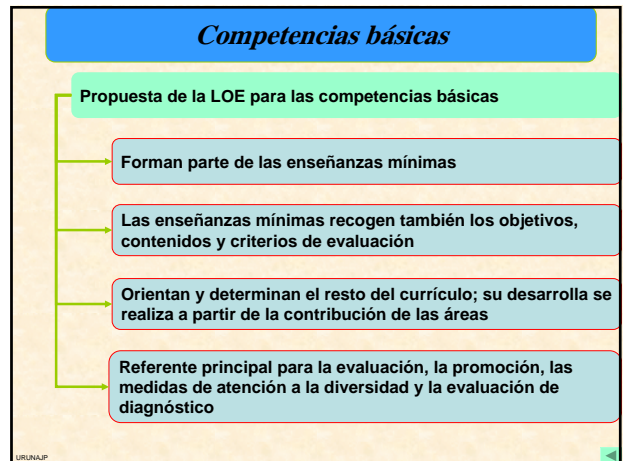 Competencias básicas
Propuesta de la LOE para las competencias básicas
Forman parte de las enseñanzas mínimas
Las enseñanzas mínimas recogen también los objetivos,
contenidos y criterios de evaluación
Orientan y determinan el resto del currículo; su desarrolla se
realiza a partir de la contribución de las áreas
Referente principal para la evaluación, la promoción, las
medidas de atención a la diversidad y la evaluación de
diagnóstico
URUNAJP